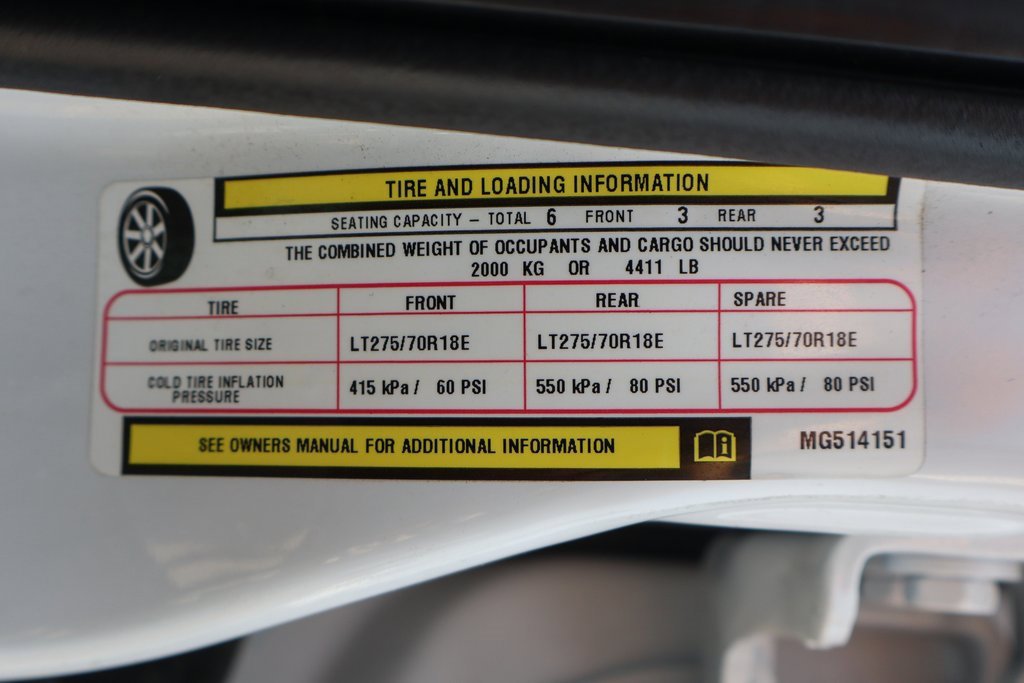 TIRE AND LOADING INFORMATION
SEATING CAPACITY – TOTAL 6 FRONT 3 REAR 3
THE COMBINED WEIGHT OF OCCUPANTS AND CARGO SHOULD NEVER EXCEED
2000 KG OR 4411 LB
TIRE FRONT REAR SPARE
ORIGINAL TIRE SIZE LT275/70R18E LT275/70R18E LT275/70R18E
COLD TIRE INFLATION PRESSURE 415 kPa / 60 PSI 550 kPa / 80 PSI 550 kPa / 80 PSI
SEE OWNERS MANUAL FOR ADDITIONAL INFORMATION
MG514151